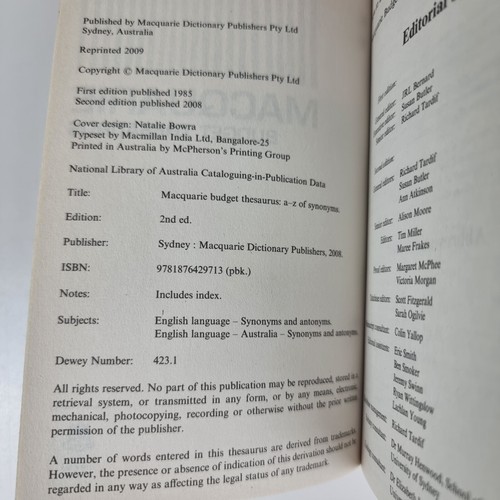 Published by Macquarie Dictionary Publishers Pty Ltd
Sydney, Australia
Reprinted 2009
Copyright © Macquarie Dictionary Publishers Pty Ltd
First edition published 1985
Second edition published 2008
Cover design: Natalie Bowra
Typeset by Macmillan India Ltd, Bangalore-25
Printed in Australia by McPherson's Printing Group
National Library of Australia Cataloguing-in-Publication Data
Title: Macquarie budget thesaurus: a–z of synonyms.
Edition: 2nd ed.
Publisher: Sydney : Macquarie Dictionary Publishers, 2008.
ISBN: 9781876429713 (pbk.)
Notes: Includes index.
Subjects: English language – Synonyms and antonyms.
English language – Australia – Synonyms and antonyms
Dewey Number: 423.1
All rights reserved. No part of this publication may be reproduced, stored in a
retrieval system, or transmitted in any form, or by any means, electronic,
mechanical, photocopying, recording or otherwise without the prior written
permission of the publisher.
A number of words entered in this thesaurus are derived from trademarks.
However, the presence or absence of indication of this derivation should not be
regarded in any way as affecting the legal status of any trademark.
Editorial
JRL Bernard
Susan Butler
Richard Tardif
Richard Tardif
Susan Butler
Ann Atkinson
Alison Moore
Editors: Tim Miller
Maree Frakes
Margaret McPhee
Victoria Morgan
Scott Fitzgerald
Sarah Ogilvie
Colin Yallop
Eric Smith
Ben Smoker
Jeremy Swinn
Ryan Wittingslow
Lachlan Young
Richard Tardif
Dr Murray Henwood, School
University of Sydney
Dr Elizabeth